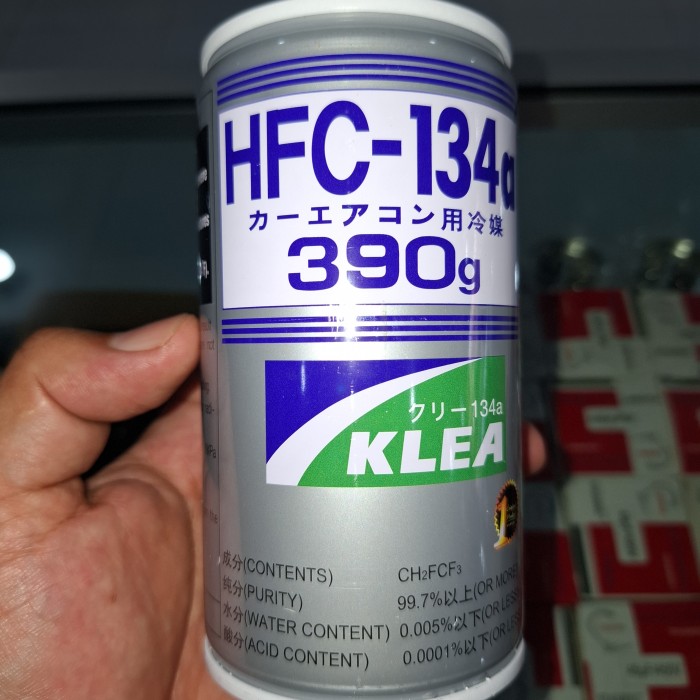 HFC-134a
カーエアコン用冷媒
390g
クリー134a
KLEA
成分(CONTENTS) CH₂FCF₃
純分(PURITY) 99.7%以上(OR MORE)
水分(WATER CONTENT) 0.005%以下(OR LESS
酸分(ACID CONTENT) 0.0001%以下(OR LESS